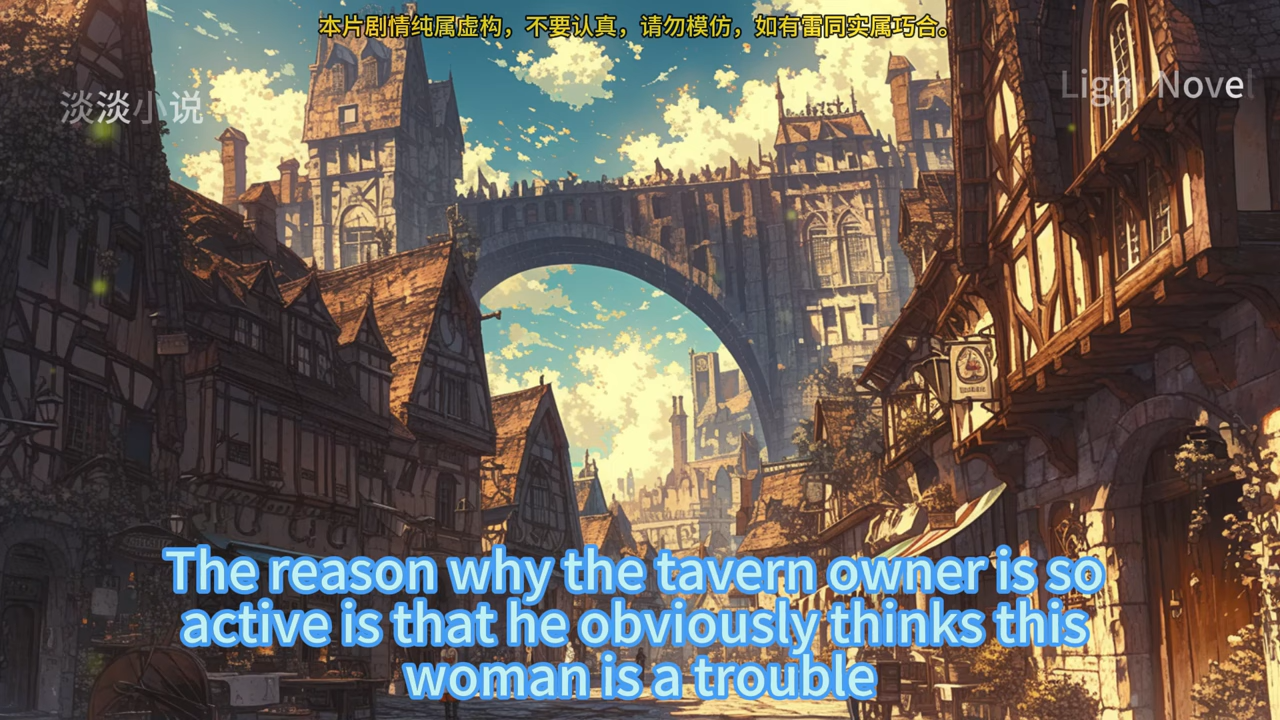 本片剧情纯属虚构，不要认真，请勿模仿，如有雷同实属巧合。
淡淡小说
Light Novel
The reason why the tavern owner is so
active is that he obviously thinks this
woman is a trouble